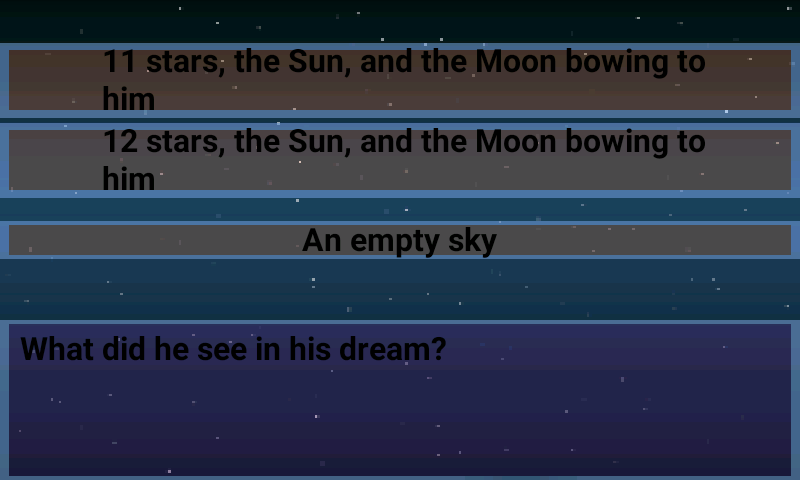 11 stars, the Sun, and the Moon bowing to
him
12 stars, the Sun, and the Moon bowing to
him
An empty sky
What did he see in his dream?